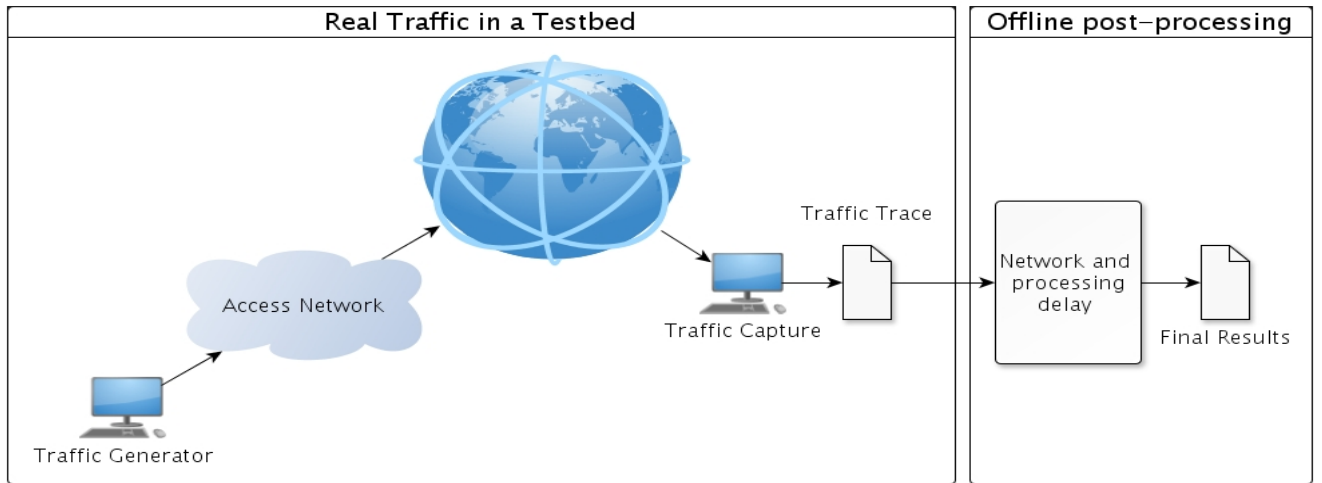 Real Traffic in a Testbed
Offline post-processing
Traffic Trace
Access Network
Network and
processing
delay
Traffic Capture
Final Results
Traffic Generator